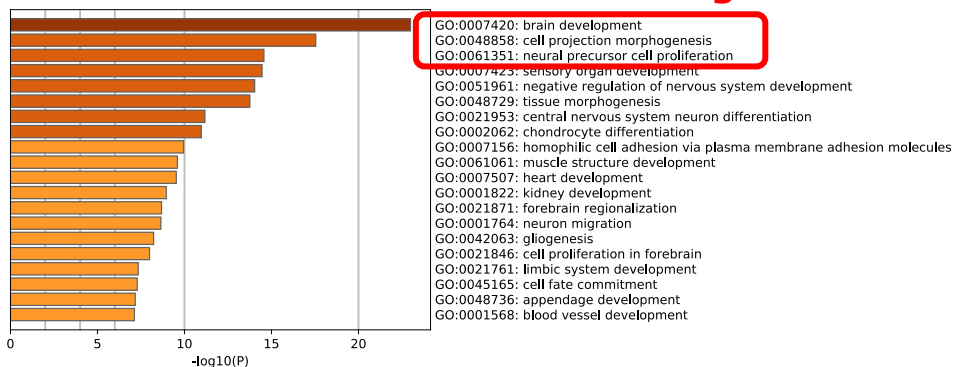 GO:0007420: brain development
GO:0048858: cell projection morphogenesis
GO:0061351: neural precursor cell proliferation
GO:0007423: sensory organ development
GO:0051961: negative regulation of nervous system development
GO:0048729: tissue morphogenesis
GO:0021953: central nervous system neuron differentiation
GO:0002062: chondrocyte differentiation
GO:0007156: homophilic cell adhesion via plasma membrane adhesion molecules
GO:0061061: muscle structure development
GO:0007507: heart development
GO:0001822: kidney development
GO:0021871: forebrain regionalization
GO:0001764: neuron migration
GO:0042063: gliogenesis
GO:0021846: cell proliferation in forebrain
GO:0021761: limbic system development
GO:0045165: cell fate commitment
GO:0048736: appendage development
GO:0001568: blood vessel development
0 5 10 15 20
-log10(P)